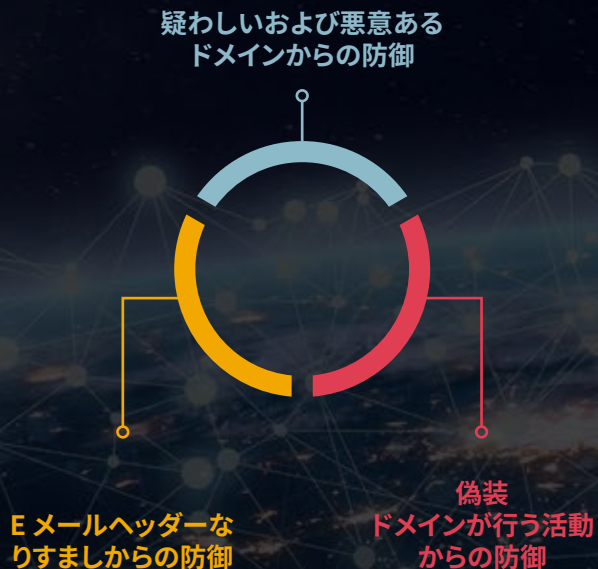 疑わしいおよび悪意ある
ドメインからの防御
E メールヘッダーな
りすましからの防御
偽装
ドメインが行う活動
からの防御